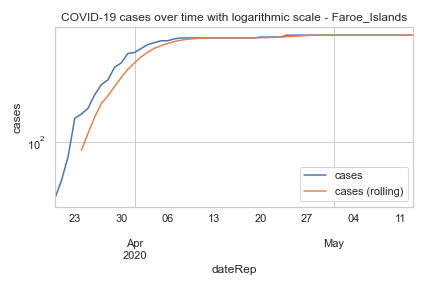 COVID-19 cases over time with logarithmic scale - Faroe_Islands
cases
10²
cases
cases (rolling)
23 30 06 13 20 27 04 11
Apr May
2020
dateRep